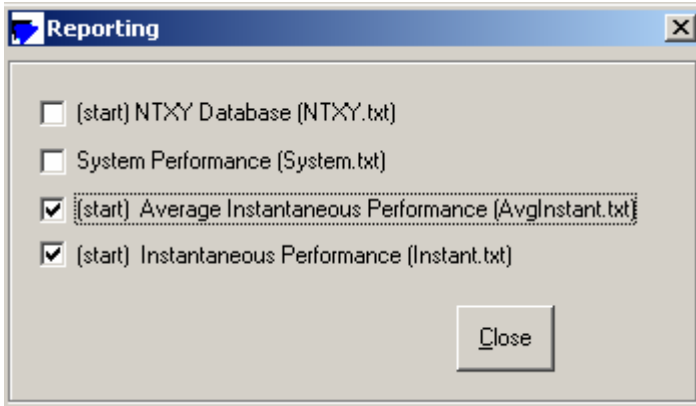 Reporting
(start) NTXY Database (NTXY.txt)
System Performance (System.txt)
(start) Average Instantaneous Performance (AvgInstant.txt)
(start) Instantaneous Performance (Instant.txt)
Close